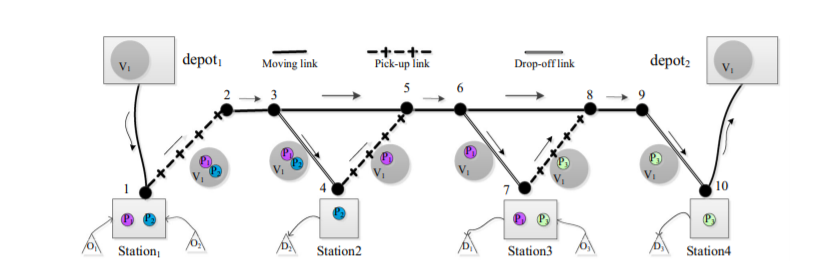 depot₁
depot₂
V₁
V₁
Moving link
Pick-up link
Drop-off link
2
3
5
6
8
9
P₁
P₂
V₁
P₁
P₂
V₁
P₁
V₁
P₁
V₁
P₃
V₁
P₃
V₁
1
4
7
10
P₁
P₂
P₂
P₁
P₃
P₃
O₁
Station₁
O₂
D₂
Station2
D₁
Station3
O₃
D₃
Station4